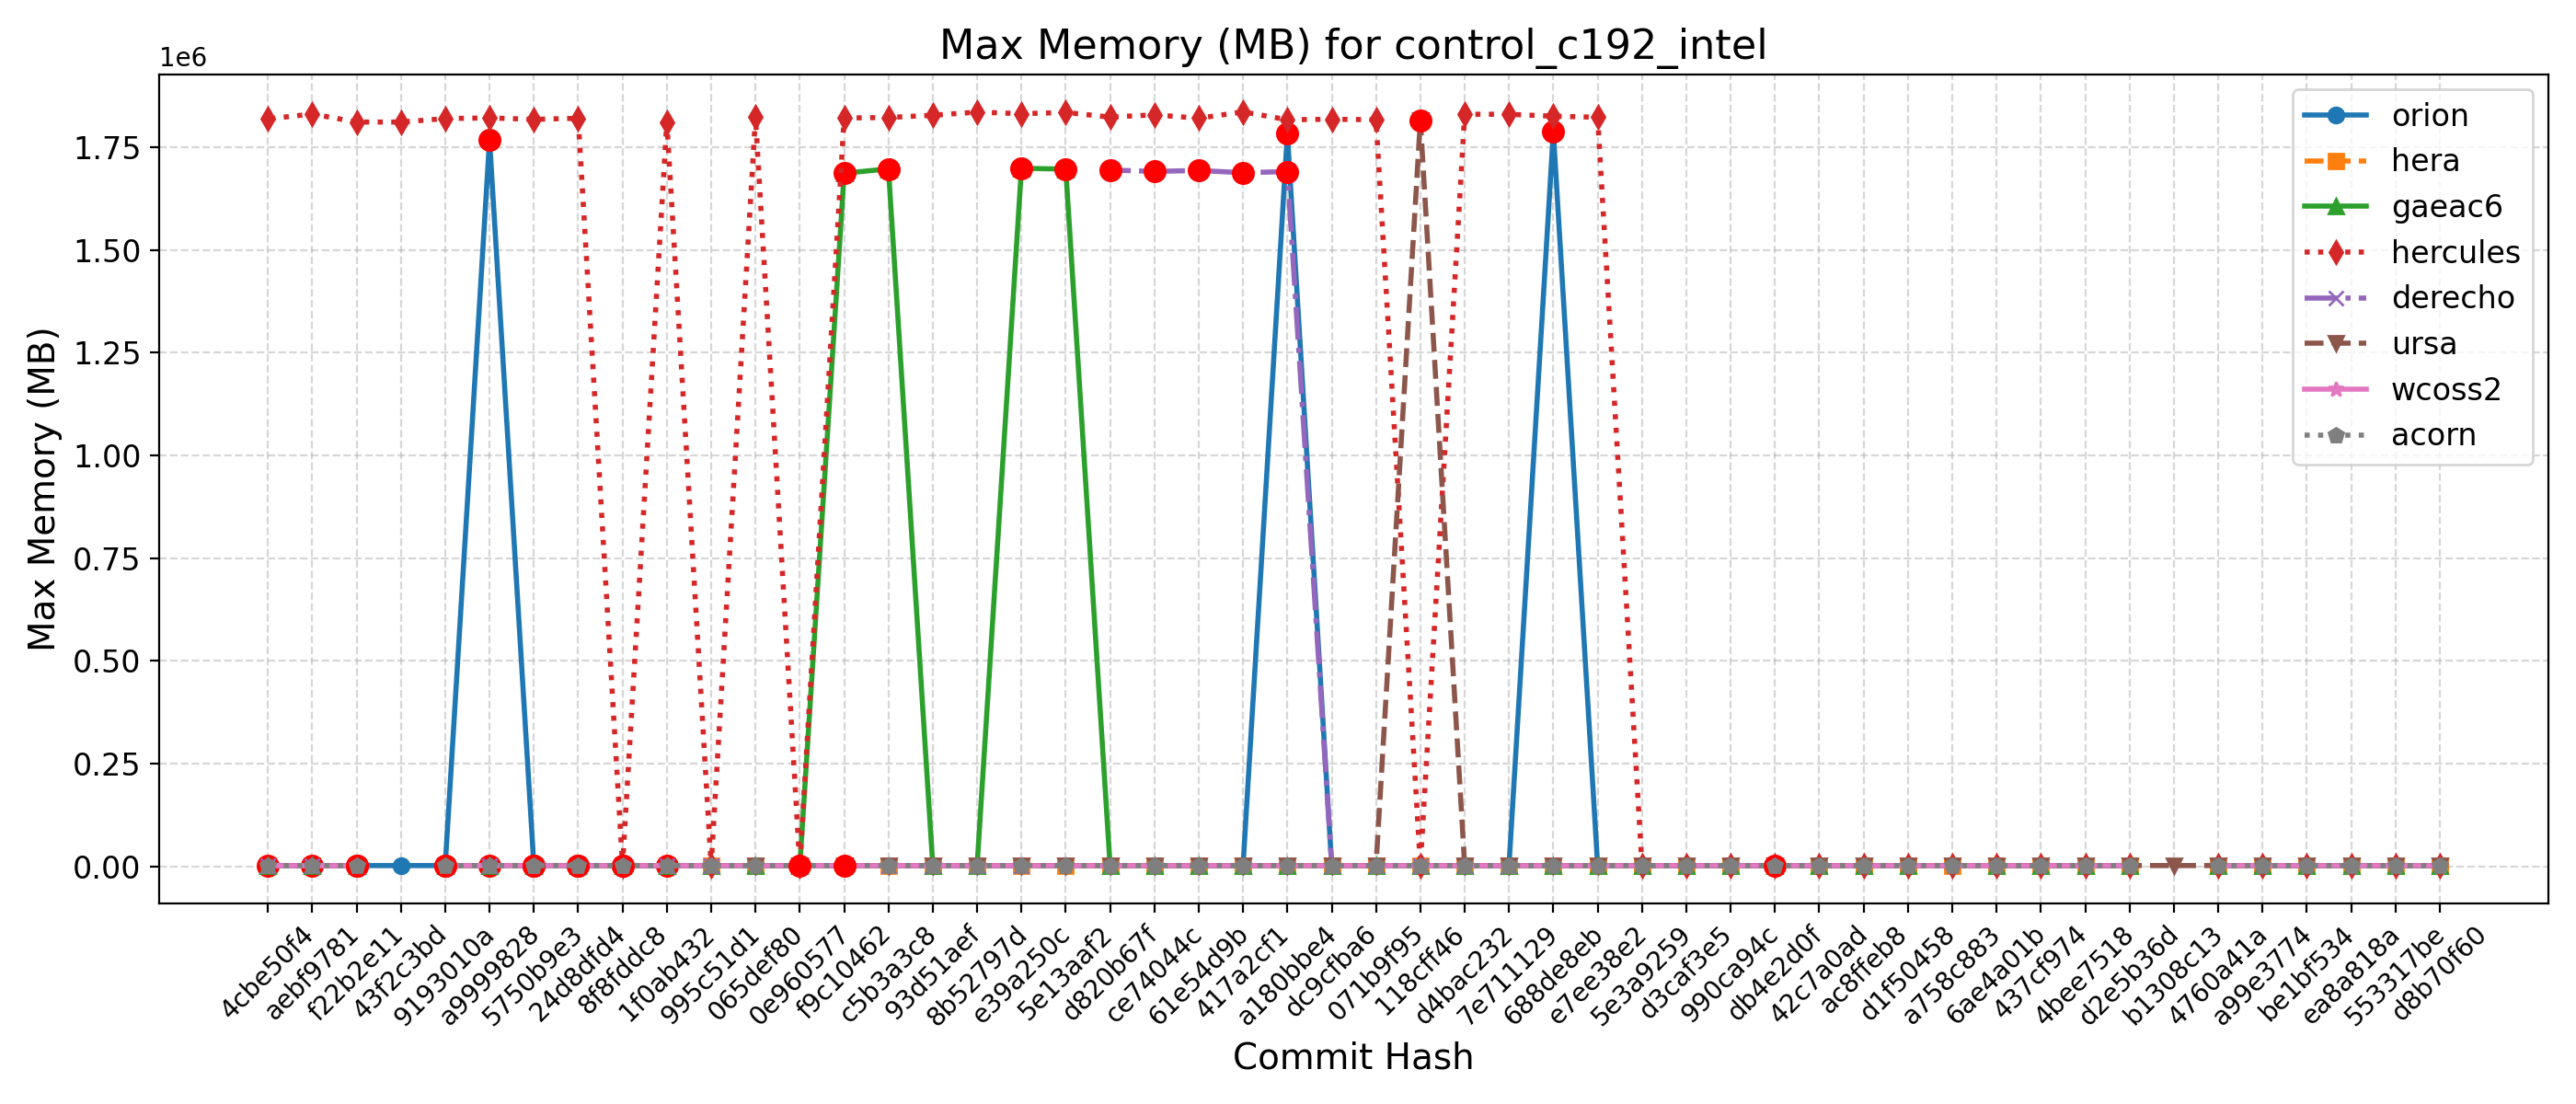 Max Memory (MB) for control_c192_intel
1e6
Max Memory (MB)
1.75
1.50
1.25
1.00
0.75
0.50
0.25
0.00
orion
hera
gaeac6
hercules
derecho
ursa
wcoss2
acorn
4cbe50f4
aebf9781
f22b2e11
43f2c3bd
9193010a
a9999828
5750b9e3
24d8dfd4
8f8fddc8
1f0ab432
995c51d1
065def80
0e960577
f9c10462
c5b3a3c8
93d51aef
8b52797d
e39a250c
5e13aaf2
d820b67f
ce74044c
61e54d9b
417a2cf1
a180bbe4
dc9cfba6
071b9f95
118cff46
d4bac232
7e711129
688de8eb
e7ee38e2
5e3a9259
d3caf3e5
990ca94c
db4e2d0f
42c7a0ad
ac8ffeb8
d1f50458
a758c883
6ae4a01b
437cf974
4bee7518
d2e5b36d
b1308c13
4760a41a
a99e3774
be1bf534
ea8a818a
553317be
d8b70f60
Commit Hash